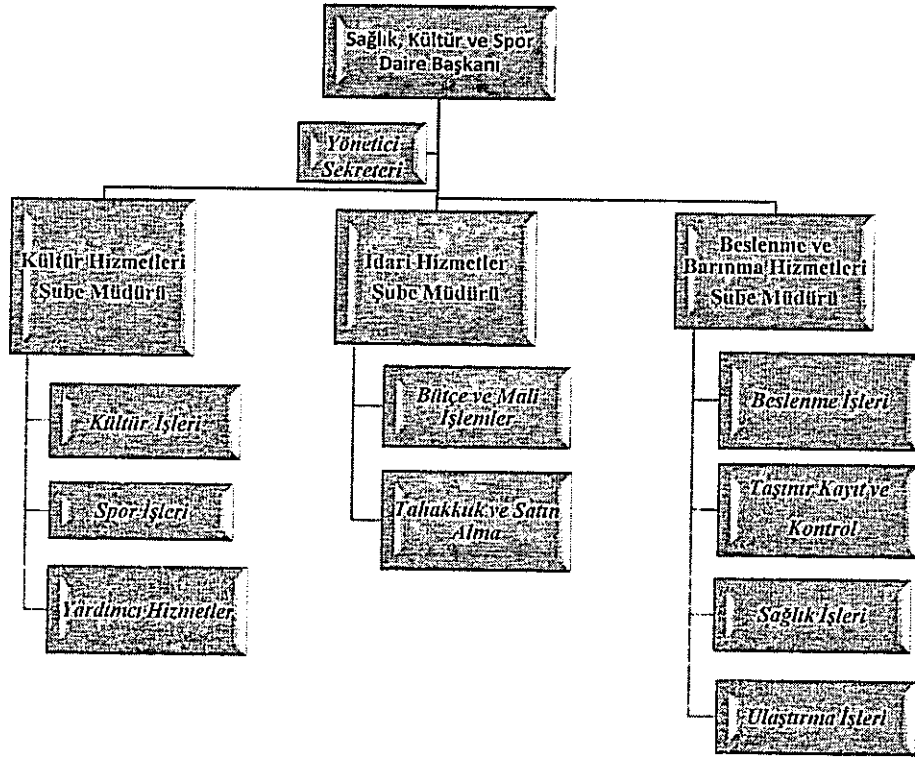 Sağlık, Kültür ve Spor
Daire Başkanı
Yönetici
Sekreteri
Kültür Hizmetleri
Şube Müdürü
İdari Hizmetler
Şube Müdürü
Beslenme ve
Barınma Hizmetleri
Şube Müdürü
Kültür İşleri
Spor İşleri
Yardımcı Hizmetler
Bütçe ve Mali
İşlemler
Tahakkuk ve Satın
Alma
Beslenme İşleri
Taşınır Kayıt ve
Kontrol
Sağlık İşleri
Ulaştırma İşleri